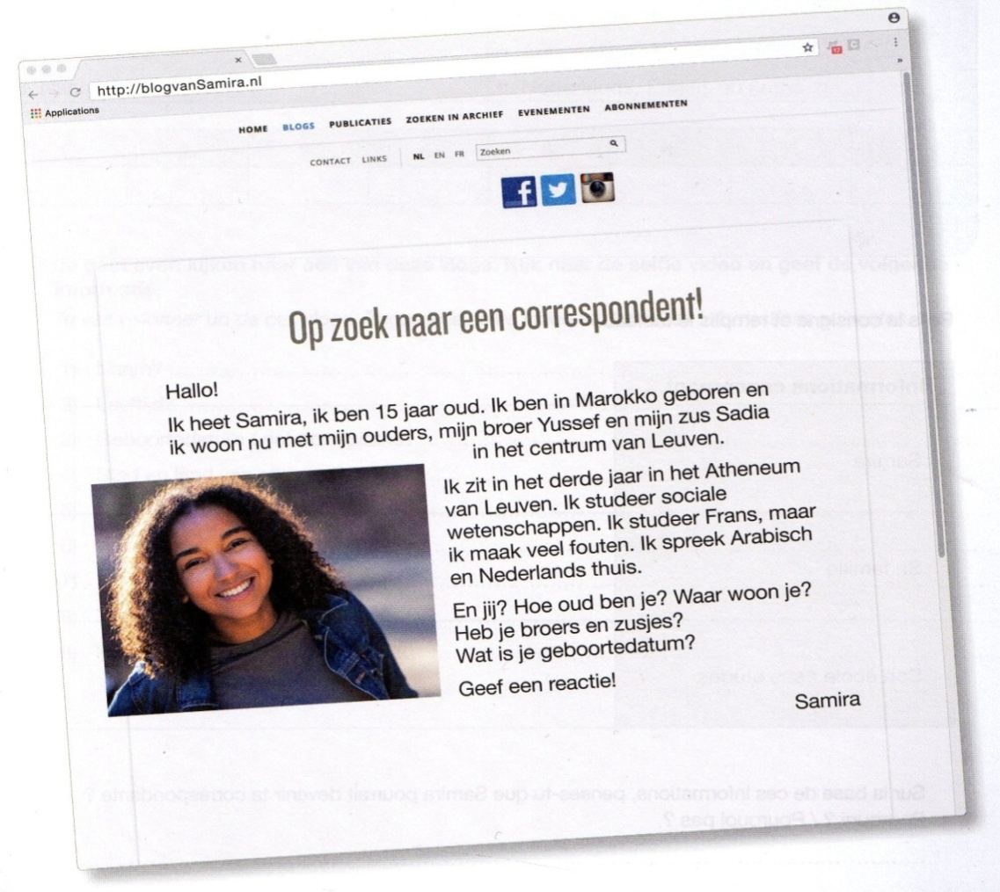 http://blogvanSamira.nl
Applications
HOME BLOGS PUBLICATIES ZOEKEN IN ARCHIEF EVENEMENTEN ABONNEMENTEN
CONTACT LINKS NL EN FR Zoeken
Op zoek naar een correspondent!
Hallo!
Ik heet Samira, ik ben 15 jaar oud. Ik ben in Marokko geboren en
ik woon nu met mijn ouders, mijn broer Yussef en mijn zus Sadia
in het centrum van Leuven.
Ik zit in het derde jaar in het Atheneum
van Leuven. Ik studeer sociale
wetenschappen. Ik studeer Frans, maar
ik maak veel fouten. Ik spreek Arabisch
en Nederlands thuis.
En jij? Hoe oud ben je? Waar woon je?
Heb je broers en zusjes?
Wat is je geboortedatum?
Geef een reactie!
Samira